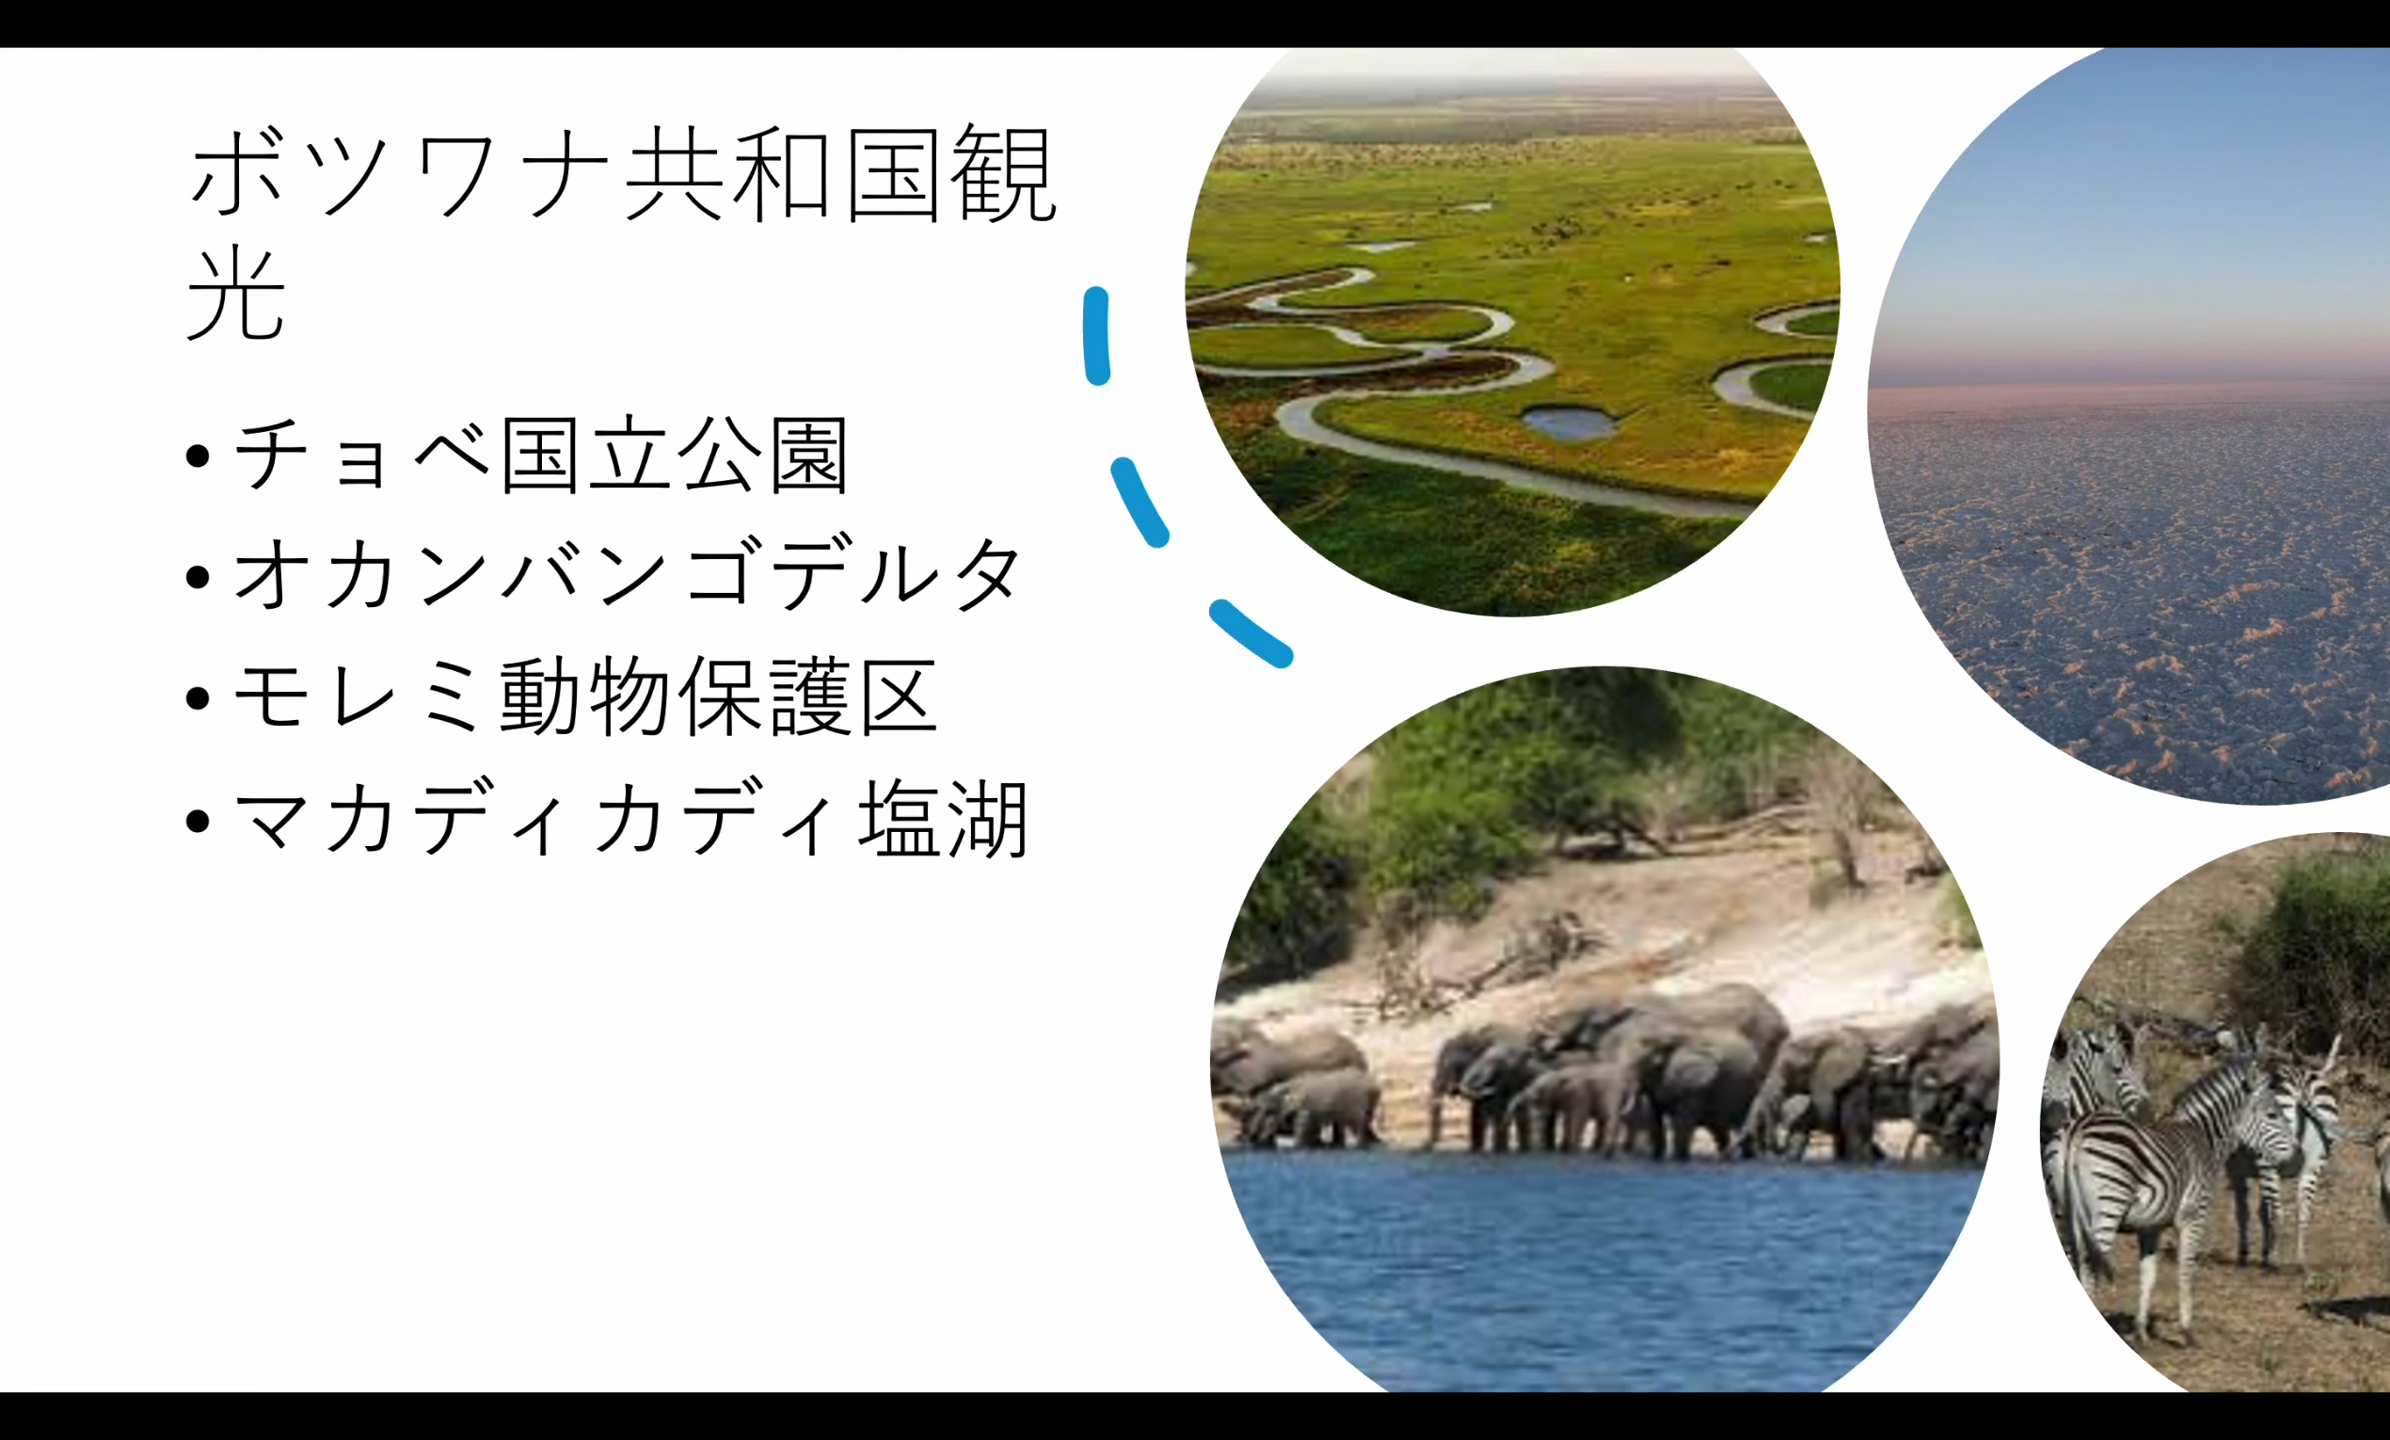 ボツワナ共和国観
光
• チョベ国立公園
• オカンバンゴデルタ
• モレミ動物保護区
• マカディカディ塩湖